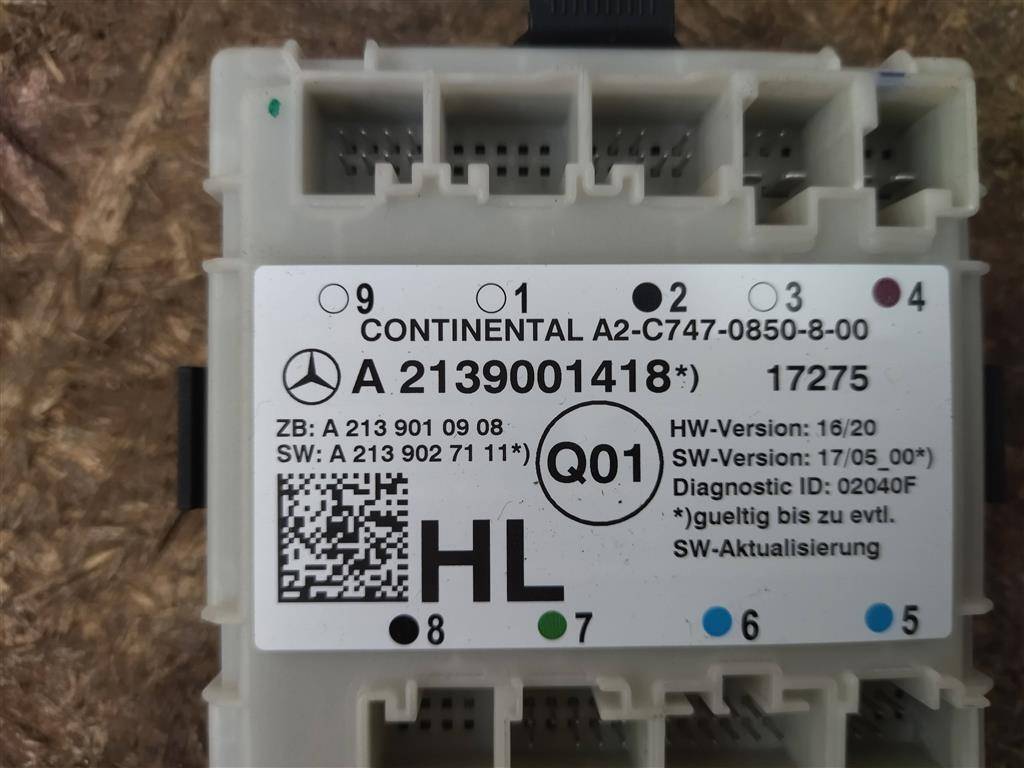 9 1 2 3 4
CONTINENTAL A2-C747-0850-8-00
A 2139001418*) 17275
ZB: A 213 901 09 08
SW: A 213 902 71 11*)
Q01
HW-Version: 16/20
SW-Version: 17/05_00*)
Diagnostic ID: 02040F
*)gueltig bis zu evtl.
SW-Aktualisierung
HL
8 7 6 5